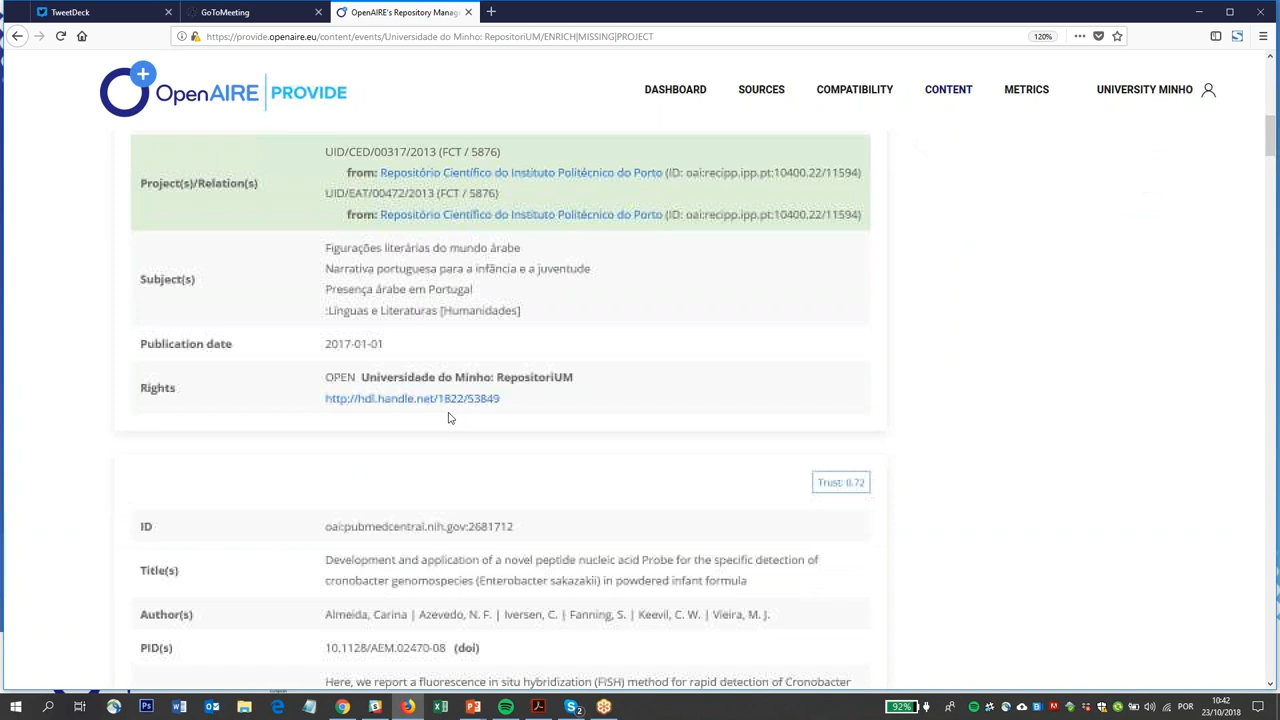 TweetDeck
GoToMeeting
OpenAIRE's Repository Manag
https://provide.openaire.eu/content/events/Universidade do Minho: RepositoriUM/ENRICH|MISSING|PROJECT
120%
OpenAIRE | PROVIDE
DASHBOARD
SOURCES
COMPATIBILITY
CONTENT
METRICS
UNIVERSITY MINHO
Project(s)/Relation(s)
UID/CED/00317/2013 (FCT / 5876)
from: Repositório Científico do Instituto Politécnico do Porto (ID: oai:recipp.ipp.pt:10400.22/11594)
UID/EAT/00472/2013 (FCT / 5876)
from: Repositório Científico do Instituto Politécnico do Porto (ID: oai:recipp.ipp.pt:10400.22/11594)
Subject(s)
Figurações literárias do mundo árabe
Narrativa portuguesa para a infância e a juventude
Presença árabe em Portugal
:Línguas e Literaturas [Humanidades]
Publication date
2017-01-01
Rights
OPEN Universidade do Minho: RepositoriUM
http://hdl.handle.net/1822/53849
Trust: 0.72
ID
oai:pubmedcentral.nih.gov:2681712
Title(s)
Development and application of a novel peptide nucleic acid Probe for the specific detection of
cronobacter genomospecies (Enterobacter sakazakii) in powdered infant formula
Author(s)
Almeida, Carina | Azevedo, N. F. | Iversen, C. | Fanning, S. | Keevil, C. W. | Vieira, M. J.
PID(s)
10.1128/AEM.02470-08 (doi)
Here, we report a fluorescence in situ hybridization (FISH) method for rapid detection of Cronobacter
92%
POR
10:42
23/10/2018